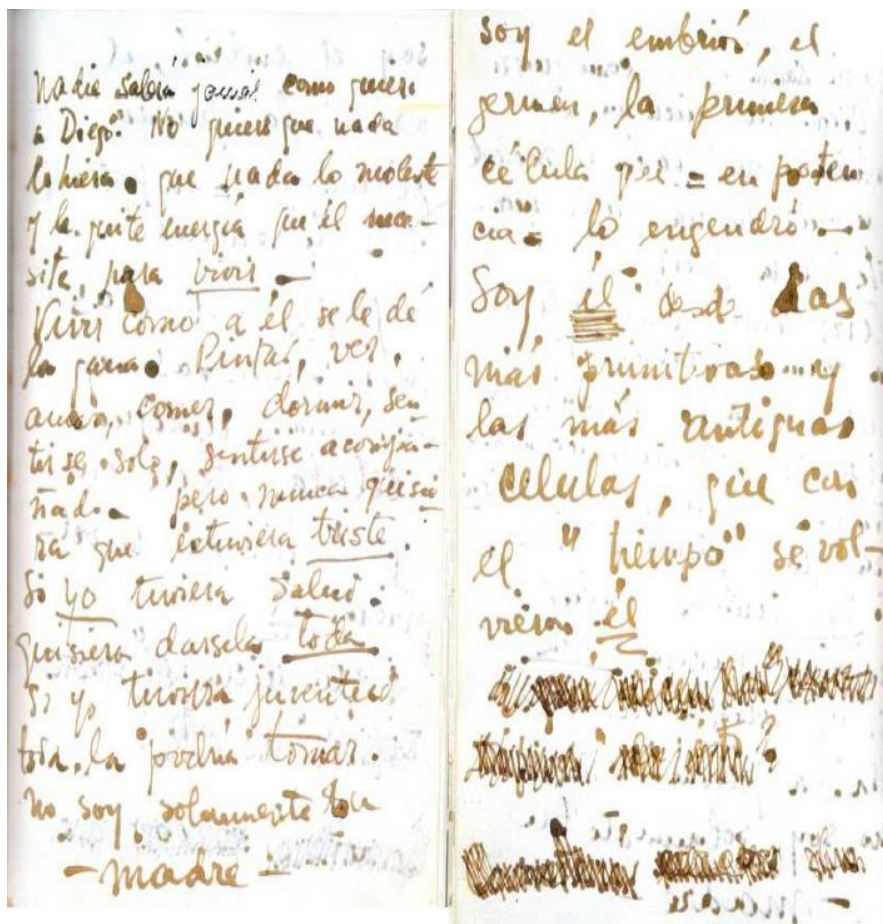 Nadie sabrá jamás como quiero
a Diego. No quiero que nada
lo hiera. que nada lo moleste
y le quite energía que él nece-
site para vivir -
Vivir como a él se le dé
la gana. Pintar, ver,
amar, comer, dormir, sen-
tirse solo, sentirse acompa-
ñado - pero nunca quisie
ra que estuviera triste.
si yo tuviera salud
quisiera darsela toda
si yo tuviera juventud
toda la podría tomar.
no soy solamente tu
- madre -
soy el embrión, el
germen, la primera
célula que = en poten
cia = lo engendró -
Soy él desde las
más primitivas... y
las más antiguas
celulas, que con
el "tiempo" se vol-
vieron él